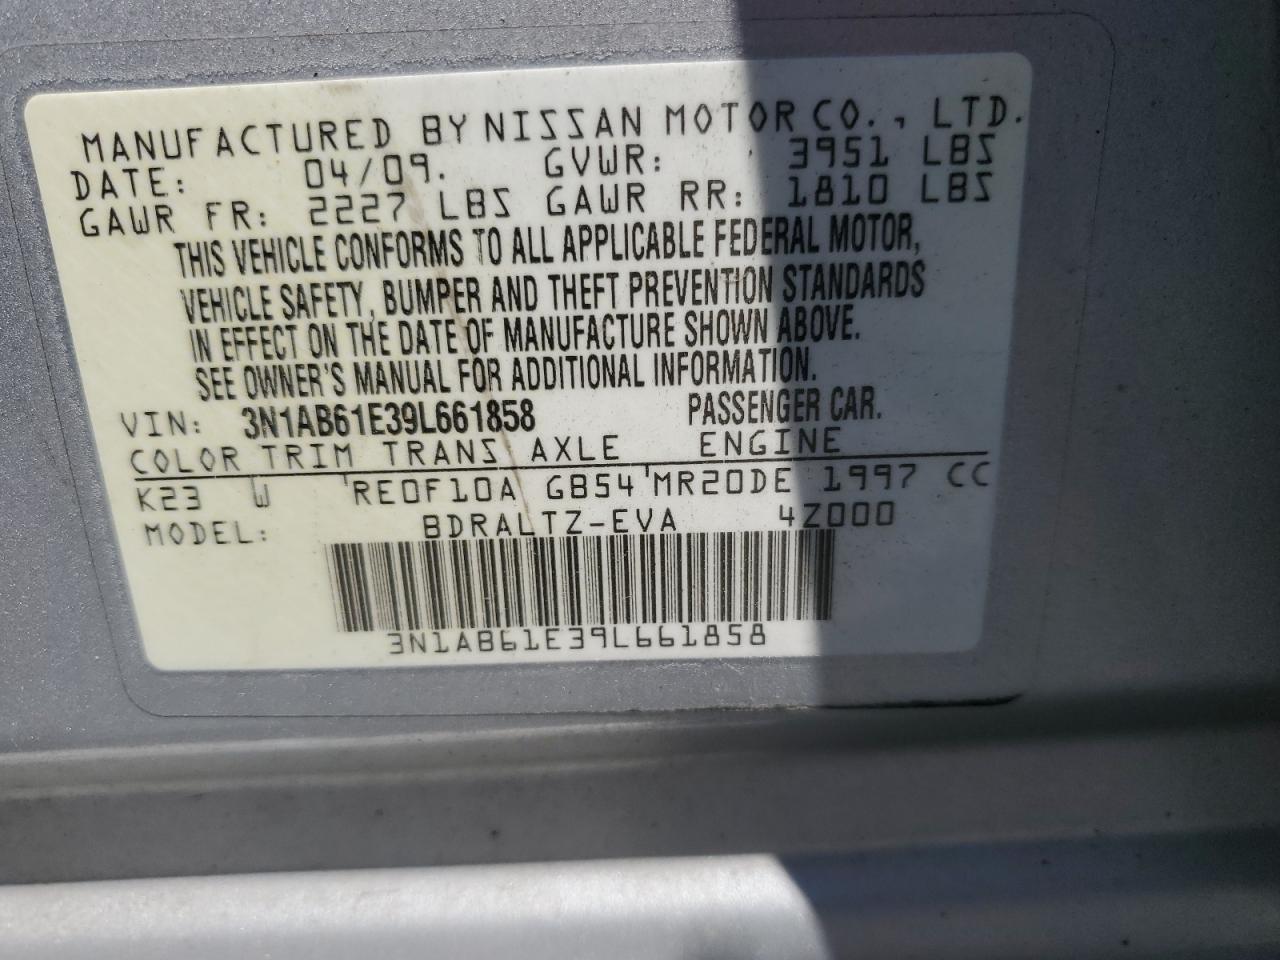 MANUFACTURED BY NISSAN MOTOR CO., LTD.
DATE: 04/09. GVWR: 3951 LBS
GAWR FR: 2227 LBS GAWR RR: 1810 LBS
THIS VEHICLE CONFORMS TO ALL APPLICABLE FEDERAL MOTOR,
VEHICLE SAFETY, BUMPER AND THEFT PREVENTION STANDARDS
IN EFFECT ON THE DATE OF MANUFACTURE SHOWN ABOVE.
SEE OWNER'S MANUAL FOR ADDITIONAL INFORMATION.
VIN: 3N1AB61E39L661858 PASSENGER CAR.
COLOR TRIM TRANS AXLE ENGINE
K23 W RE0F10A GB54 MR20DE 1997 CC
MODEL: BDRALTZ-EVA 4Z000
3N1AB61E39L661858